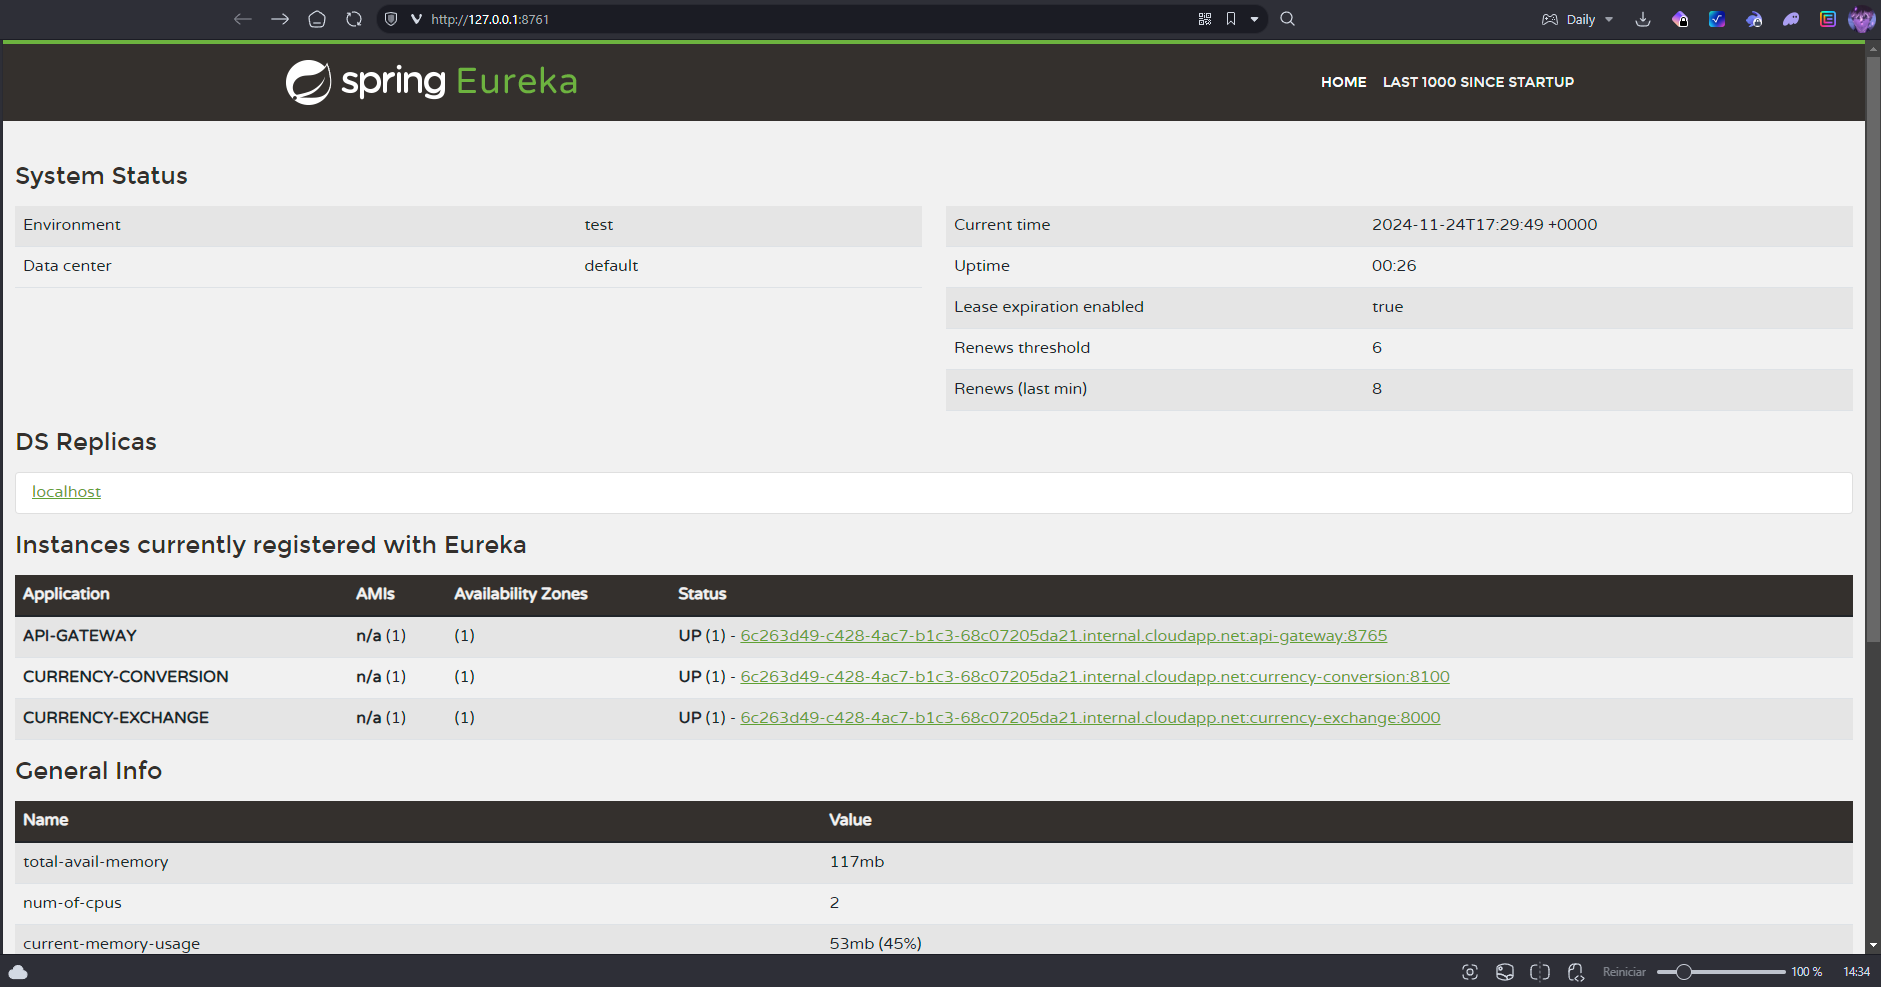 http://127.0.0.1:8761
Daily
spring Eureka
HOME LAST 1000 SINCE STARTUP
System Status
Environment test
Data center default
Current time 2024-11-24T17:29:49 +0000
Uptime 00:26
Lease expiration enabled true
Renews threshold 6
Renews (last min) 8
DS Replicas
localhost
Instances currently registered with Eureka
Application AMIs Availability Zones Status
API-GATEWAY n/a (1) (1) UP (1) - 6c263d49-c428-4ac7-b1c3-68c07205da21.internal.cloudapp.net:api-gateway:8765
CURRENCY-CONVERSION n/a (1) (1) UP (1) - 6c263d49-c428-4ac7-b1c3-68c07205da21.internal.cloudapp.net:currency-conversion:8100
CURRENCY-EXCHANGE n/a (1) (1) UP (1) - 6c263d49-c428-4ac7-b1c3-68c07205da21.internal.cloudapp.net:currency-exchange:8000
General Info
Name Value
total-avail-memory 117mb
num-of-cpus 2
current-memory-usage 53mb (45%)
Reiniciar 100 % 14:34